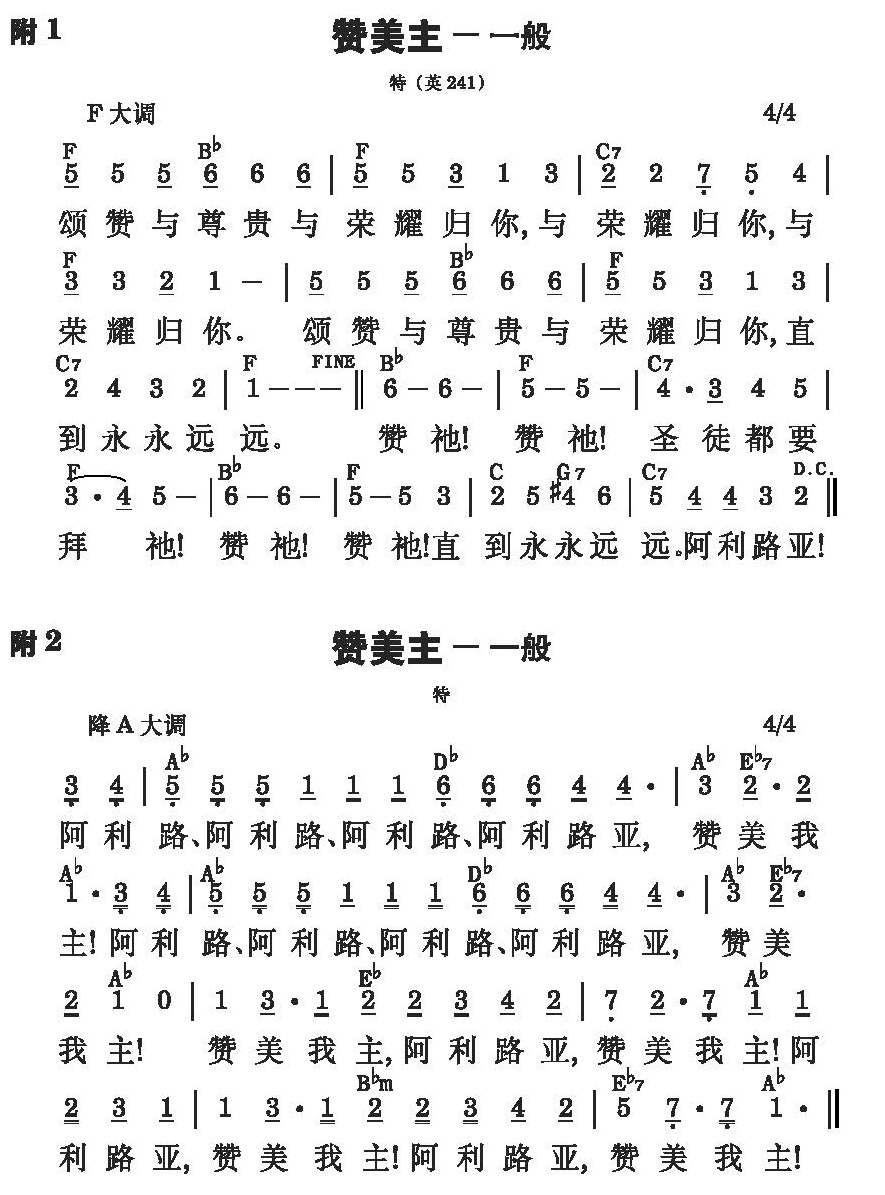 附 1
赞美主 — 一般
特（英 241）
F 大调 4/4
F B♭ F C7
5 5 5 6 6 6 | 5 5 3 1 3 | 2 2 7 5 4 |
颂 赞 与 尊 贵 与 荣 耀 归 你, 与 荣 耀 归 你, 与
F B♭ F
3 3 2 1 — | 5 5 5 6 6 6 | 5 5 3 1 3 |
荣 耀 归 你。 颂 赞 与 尊 贵 与 荣 耀 归 你, 直
C7 F FINE B♭ F C7
2 4 3 2 | 1 — — — || 6 — 6 — | 5 — 5 — | 4 · 3 4 5 |
到 永 永 远 远。 赞 祂! 赞 祂! 圣 徒 都 要
F B♭ F C G7 C7 D.C.
3 · 4 5 — | 6 — 6 — | 5 — 5 3 | 2 5 ♯4 6 | 5 4 4 3 2 ||
拜 祂! 赞 祂! 赞 祂! 直 到 永 永 远 远。阿 利 路 亚!
附 2
赞美主 — 一般
特
降 A 大调 4/4
A♭ D♭ A♭ E♭7
3 4 | 5 5 5 1 1 1 6 6 6 4 4 · | 3 2 · 2
阿 利 路、阿 利 路、阿 利 路、阿 利 路 亚, 赞 美 我
A♭ A♭ D♭ A♭ E♭7
1 · 3 4 | 5 5 5 1 1 1 6 6 6 4 4 · | 3 2 ·
主! 阿 利 路、阿 利 路、阿 利 路、阿 利 路 亚, 赞 美
A♭ E♭ A♭
2 1 0 | 1 3 · 1 2 2 3 4 2 | 7 2 · 7 1 1
我 主! 赞 美 我 主, 阿 利 路 亚, 赞 美 我 主! 阿
B♭m E♭7 A♭
2 3 1 | 1 3 · 1 2 2 3 4 2 | 5 7 · 7 1 · ||
利 路 亚, 赞 美 我 主! 阿 利 路 亚, 赞 美 我 主!